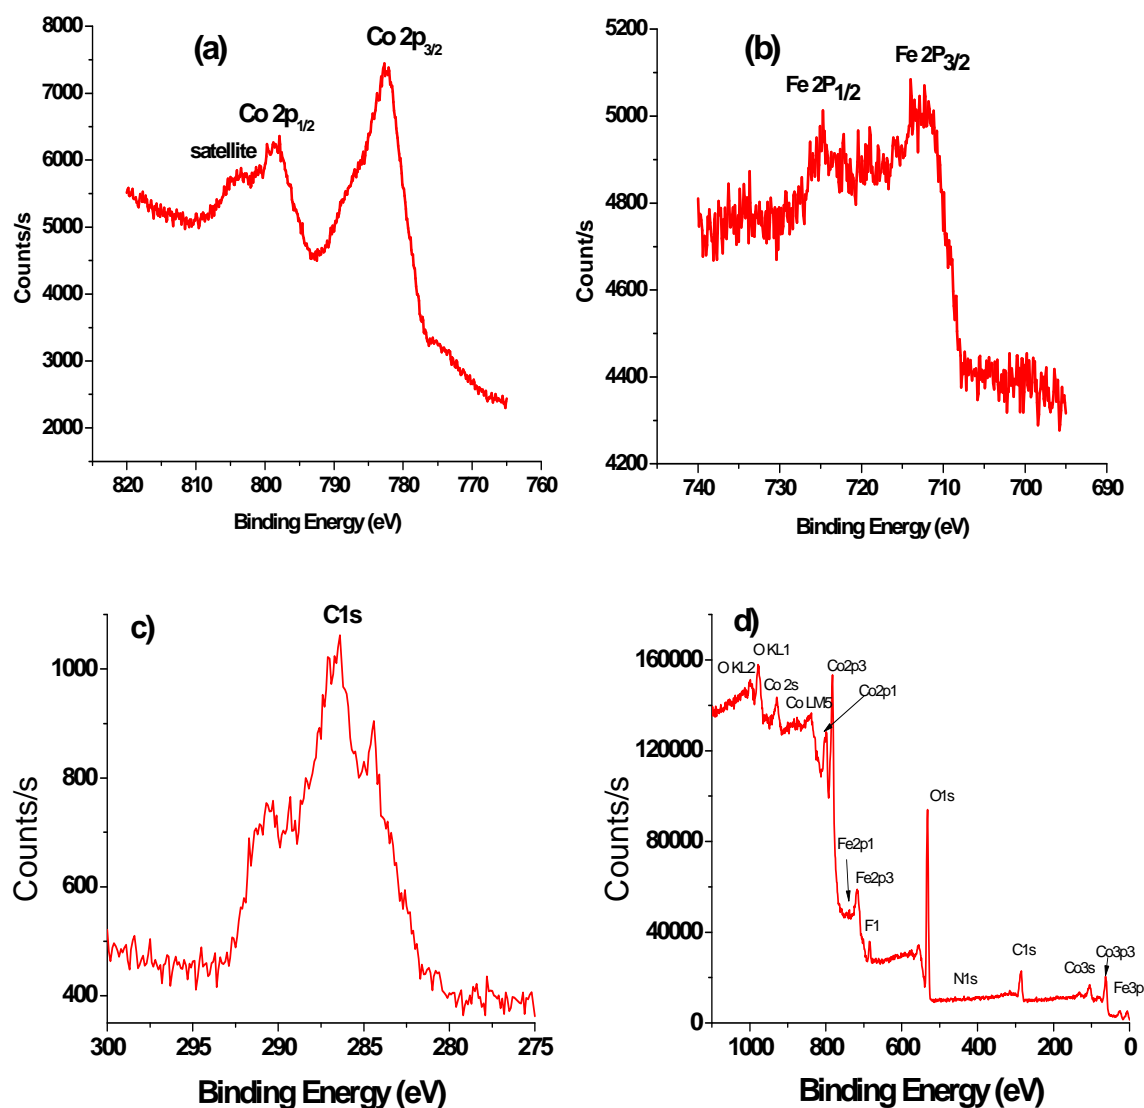 (a)
Co 2p3/2
Co 2p1/2
satellite
8000
7000
6000
5000
4000
3000
2000
Counts/s
820 810 800 790 780 770 760
Binding Energy (eV)
(b)
Fe 2P3/2
Fe 2P1/2
5200
5000
4800
4600
4400
4200
Count/s
740 730 720 710 700 690
Binding Energy (eV)
c)
C1s
1000
800
600
400
Counts/s
300 295 290 285 280 275
Binding Energy (eV)
d)
O KL1
O KL2
Co2p3
Co 2s
Co2p1
Co LM5
O1s
Fe2p1
Fe2p3
F1
N1s
C1s
Co3s
Co3p3
Fe3p
160000
120000
80000
40000
0
Counts/s
1000 800 600 400 200 0
Binding Energy (eV)